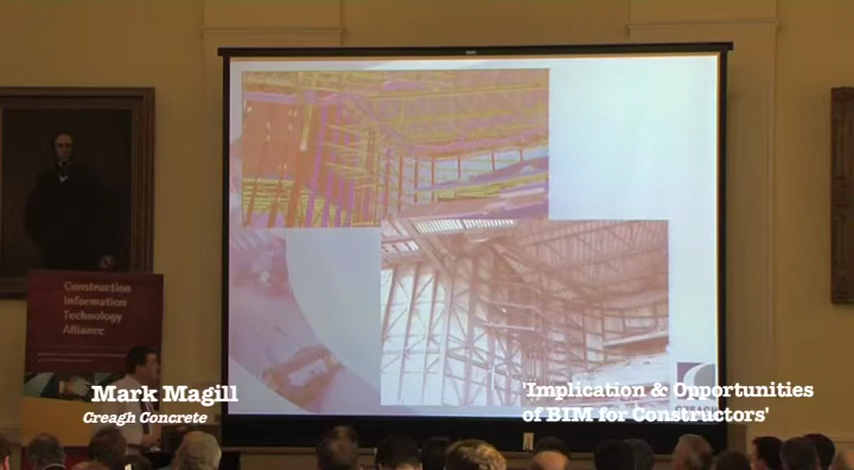 Construction
Information
Technology
Alliance
Mark Magill
Creagh Concrete
'Implication & Opportunities
of BIM for Constructors'